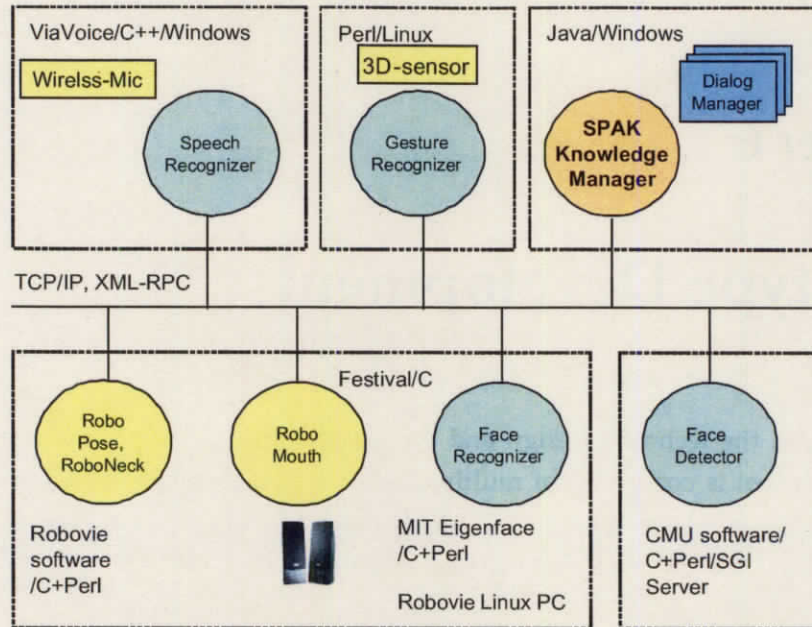 ViaVoice/C++/Windows
Wirelss-Mic
Speech
Recognizer
Perl/Linux
3D-sensor
Gesture
Recognizer
Java/Windows
Dialog
Manager
SPAK
Knowledge
Manager
TCP/IP, XML-RPC
Festival/C
Robo
Pose,
RoboNeck
Robo
Mouth
Face
Recognizer
Face
Detector
Robovie
software
/C+Perl
MIT Eigenface
/C+Perl
Robovie Linux PC
CMU software/
C+Perl/SGI
Server